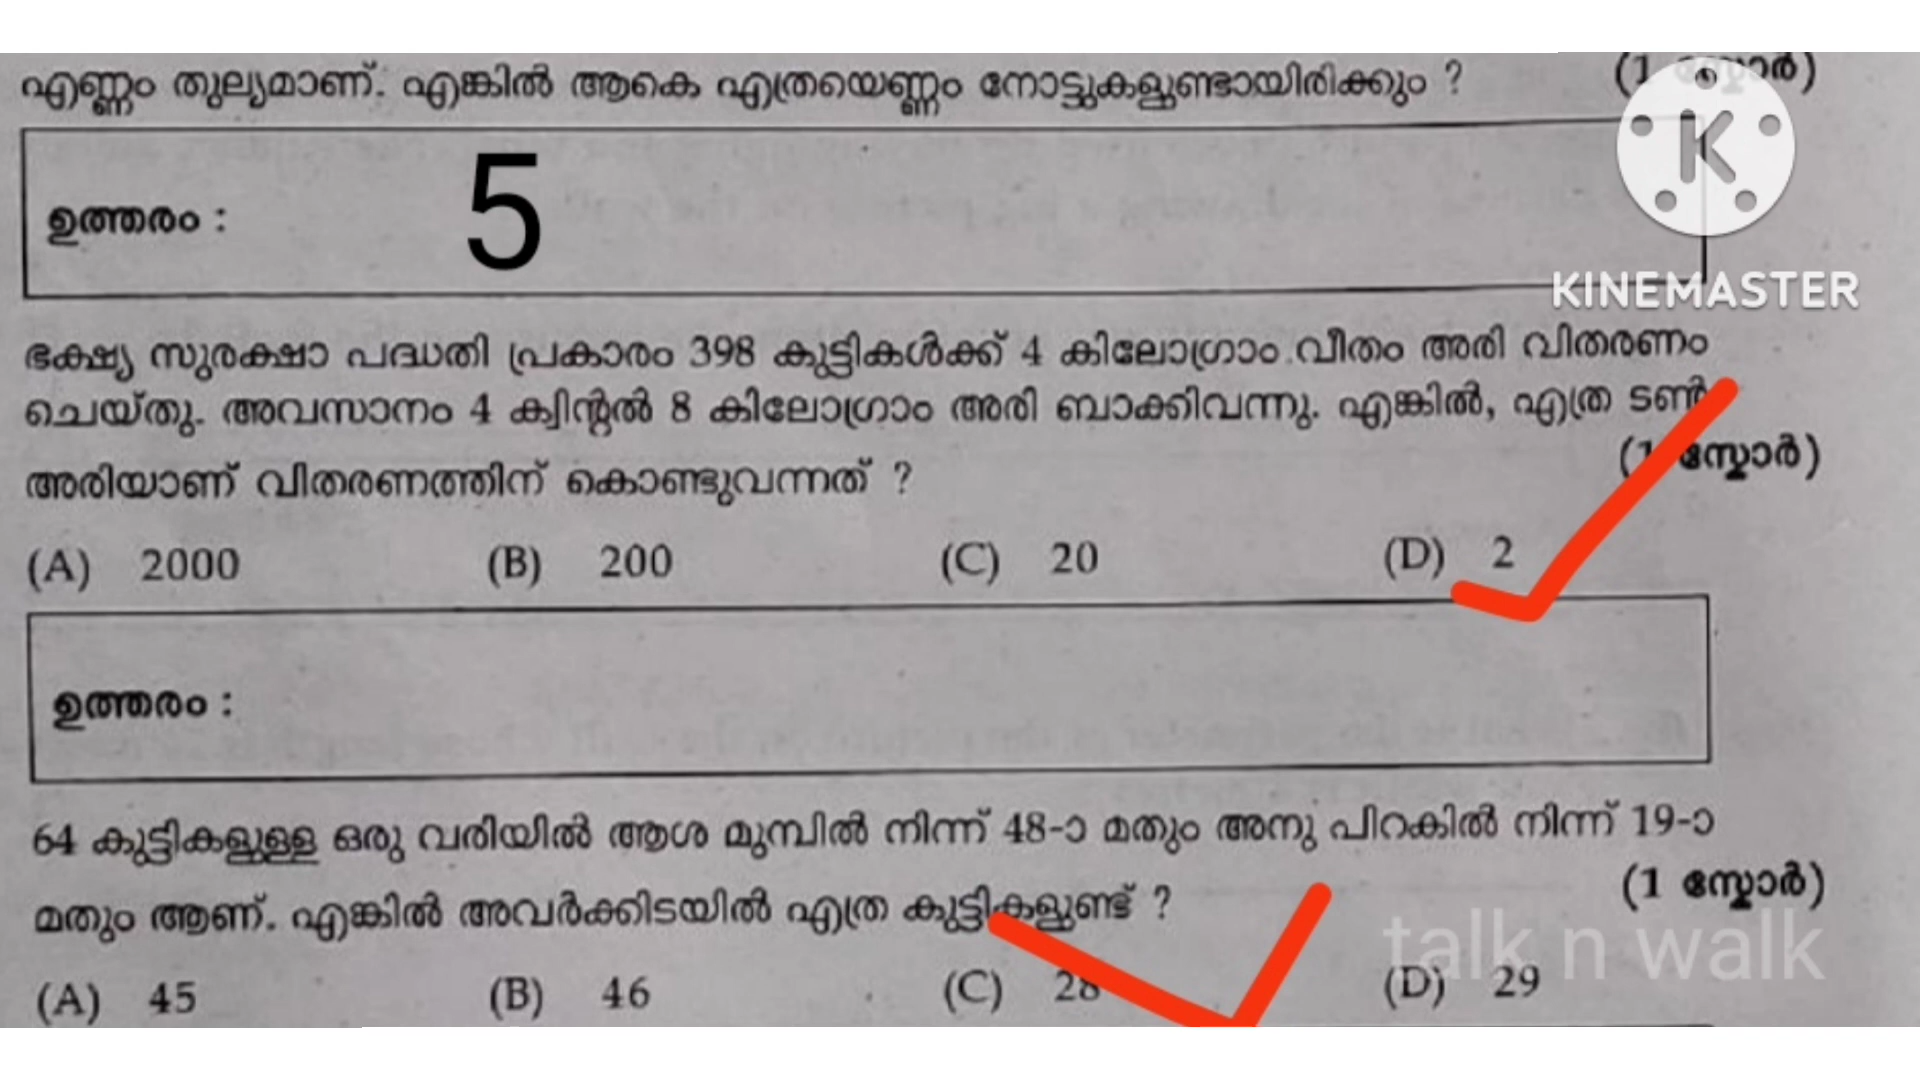 എണ്ണം തുല്യമാണ്. എങ്കിൽ ആകെ എത്രയെണ്ണം നോട്ടുകളുണ്ടായിരിക്കും ? (1 സ്കോർ)
K
ഉത്തരം : 5
KINEMASTER
ഭക്ഷ്യ സുരക്ഷാ പദ്ധതി പ്രകാരം 398 കുട്ടികൾക്ക് 4 കിലോഗ്രാം വീതം അരി വിതരണം
ചെയ്തു. അവസാനം 4 ക്വിന്റൽ 8 കിലോഗ്രാം അരി ബാക്കിവന്നു. എങ്കിൽ, എത്ര ടൺ
അരിയാണ് വിതരണത്തിന് കൊണ്ടുവന്നത് ? (1 സ്കോർ)
(A) 2000 (B) 200 (C) 20 (D) 2
ഉത്തരം :
64 കുട്ടികളുള്ള ഒരു വരിയിൽ ആശ മുമ്പിൽ നിന്ന് 48-ാ മതും അനു പിറകിൽ നിന്ന് 19-ാ
മതും ആണ്. എങ്കിൽ അവർക്കിടയിൽ എത്ര കുട്ടികളുണ്ട് ? (1 സ്കോർ)
talk n walk
(A) 45 (B) 46 (C) 28 (D) 29